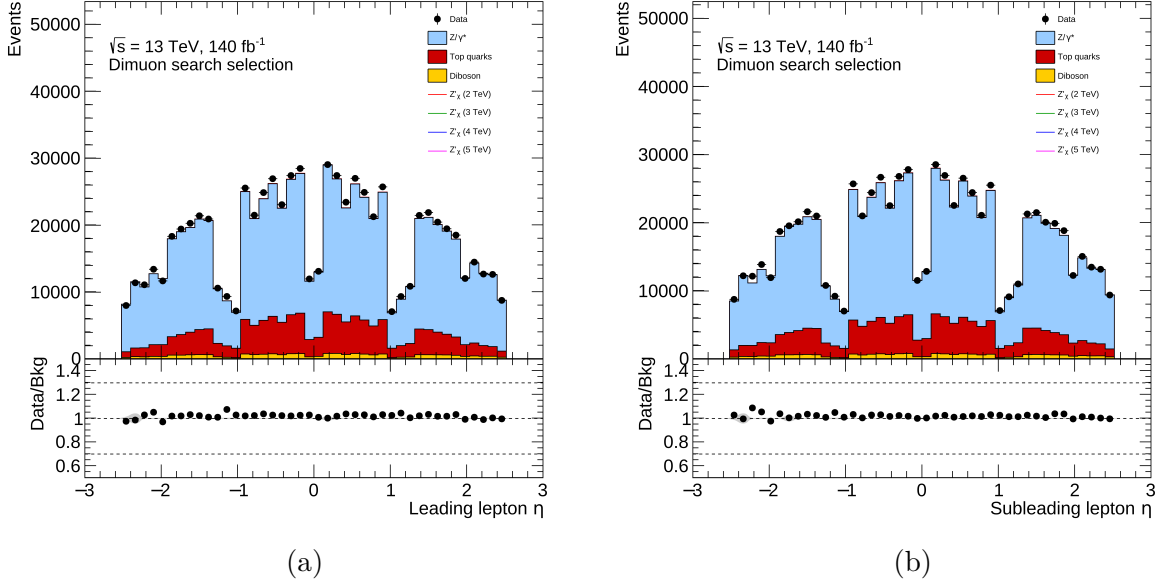 Events
50000
40000
30000
20000
10000
0
√s = 13 TeV, 140 fb⁻¹
Dimuon search selection
Data
Z/γ*
Top quarks
Diboson
Z'χ (2 TeV)
Z'χ (3 TeV)
Z'χ (4 TeV)
Z'χ (5 TeV)
Data/Bkg
1.4
1.2
1
0.8
0.6
−3 −2 −1 0 1 2 3
Leading lepton η
(a)
Events
50000
40000
30000
20000
10000
0
√s = 13 TeV, 140 fb⁻¹
Dimuon search selection
Data
Z/γ*
Top quarks
Diboson
Z'χ (2 TeV)
Z'χ (3 TeV)
Z'χ (4 TeV)
Z'χ (5 TeV)
Data/Bkg
1.4
1.2
1
0.8
0.6
−3 −2 −1 0 1 2 3
Subleading lepton η
(b)